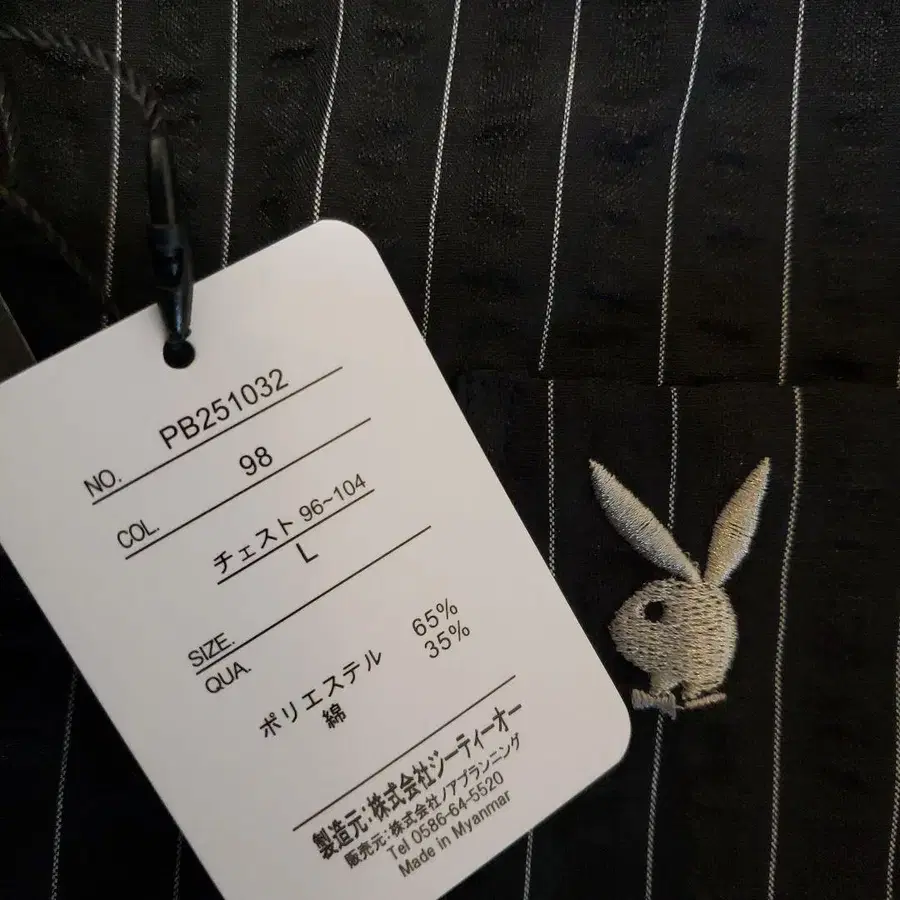 NO. PB251032
COL. 98
チェスト 96~104
SIZE. L
QUA.
ポリエステル 65%
綿 35%
製造元:株式会社ジーティーオー
販売元:株式会社ノアプランニング
Tel 0586-64-5520
Made in Myanmar